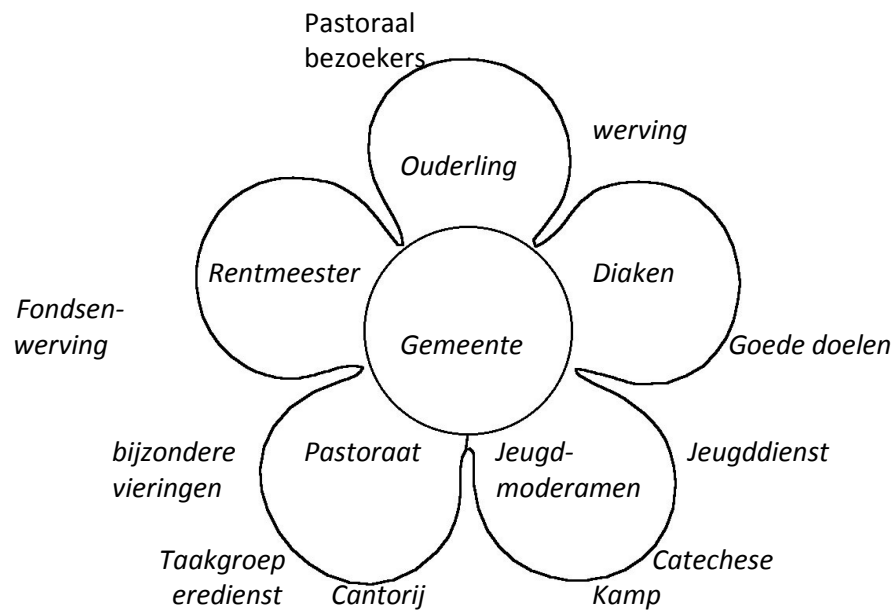 Pastoraal
bezoekers
werving
Ouderling
Rentmeester
Diaken
Fondsen-
werving
Gemeente
Goede doelen
bijzondere
vieringen
Pastoraat
Jeugd-
moderamen
Jeugddienst
Taakgroep
eredienst
Cantorij
Catechese
Kamp